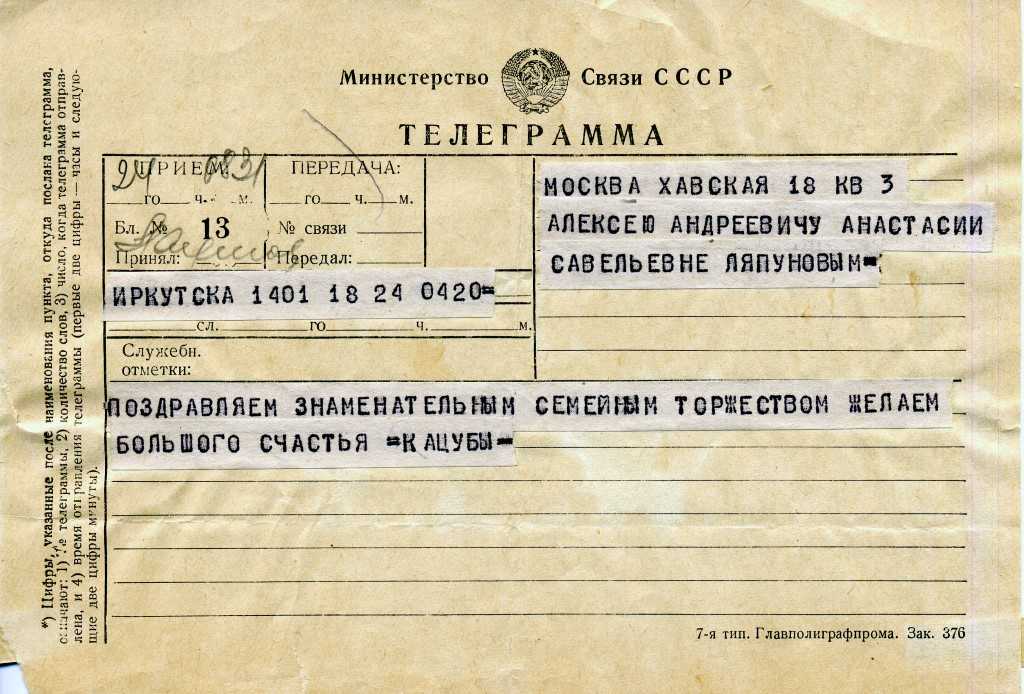 Министерство Связи СССР
ТЕЛЕГРАММА
ПРИЕМ: ПЕРЕДАЧА:
24 0831
го ч. м. го ч. м.
Бл. № 13 № связи
Принял: Передал:
ИРКУТСКА 1401 18 24 0420=
сл. го ч. м.
Служебн.
отметки:
МОСКВА ХАВСКАЯ 18 КВ 3
АЛЕКСЕЮ АНДРЕЕВИЧУ АНАСТАСИИ
САВЕЛЬЕВНЕ ЛЯПУНОВЫМ=
ПОЗДРАВЛЯЕМ ЗНАМЕНАТЕЛЬНЫМ СЕМЕЙНЫМ ТОРЖЕСТВОМ ЖЕЛАЕМ
БОЛЬШОГО СЧАСТЬЯ =КАЦУБЫ=
*) Цифры, указанные после наименования пункта, откуда послана телеграмма,
означают: 1) № телеграммы, 2) количество слов, 3) число, когда телеграмма отправ-
лена, и 4) время отправления телеграммы (первые две цифры — часы и следую-
щие две цифры минуты).
7-я тип. Главполиграфпрома. Зак. 376